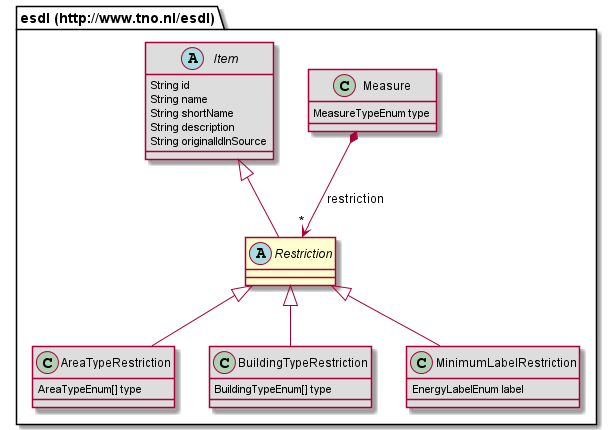 esdl (http://www.tno.nl/esdl)
A Item
String id
String name
String shortName
String description
String originalIdInSource
C Measure
MeasureTypeEnum type
restriction
*
A Restriction
C AreaTypeRestriction
AreaTypeEnum[] type
C BuildingTypeRestriction
BuildingTypeEnum[] type
C MinimumLabelRestriction
EnergyLabelEnum label